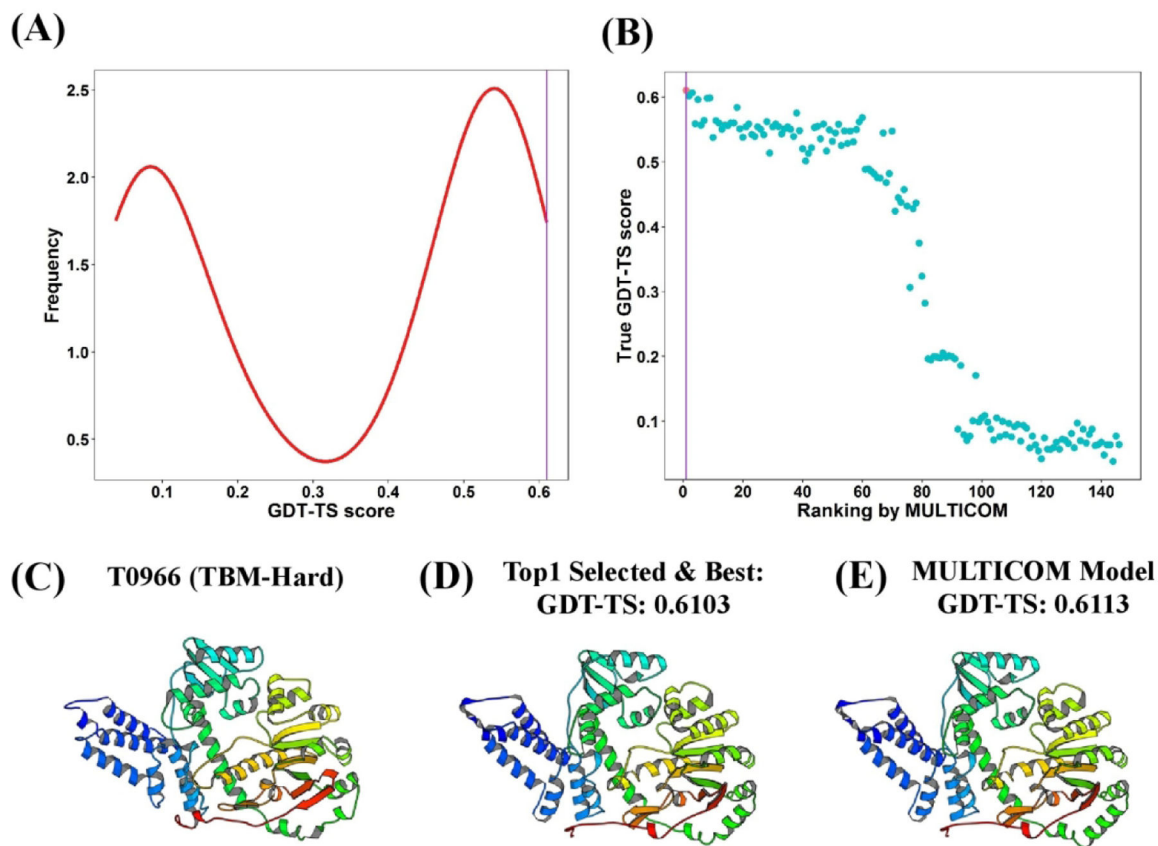 (A)
2.5
2.0
1.5
1.0
0.5
Frequency
0.1 0.2 0.3 0.4 0.5 0.6
GDT-TS score
(B)
0.6
0.5
0.4
0.3
0.2
0.1
True GDT-TS score
0 20 40 60 80 100 120 140
Ranking by MULTICOM
(C) T0966 (TBM-Hard)
(D) Top1 Selected & Best:
GDT-TS: 0.6103
(E) MULTICOM Model
GDT-TS: 0.6113